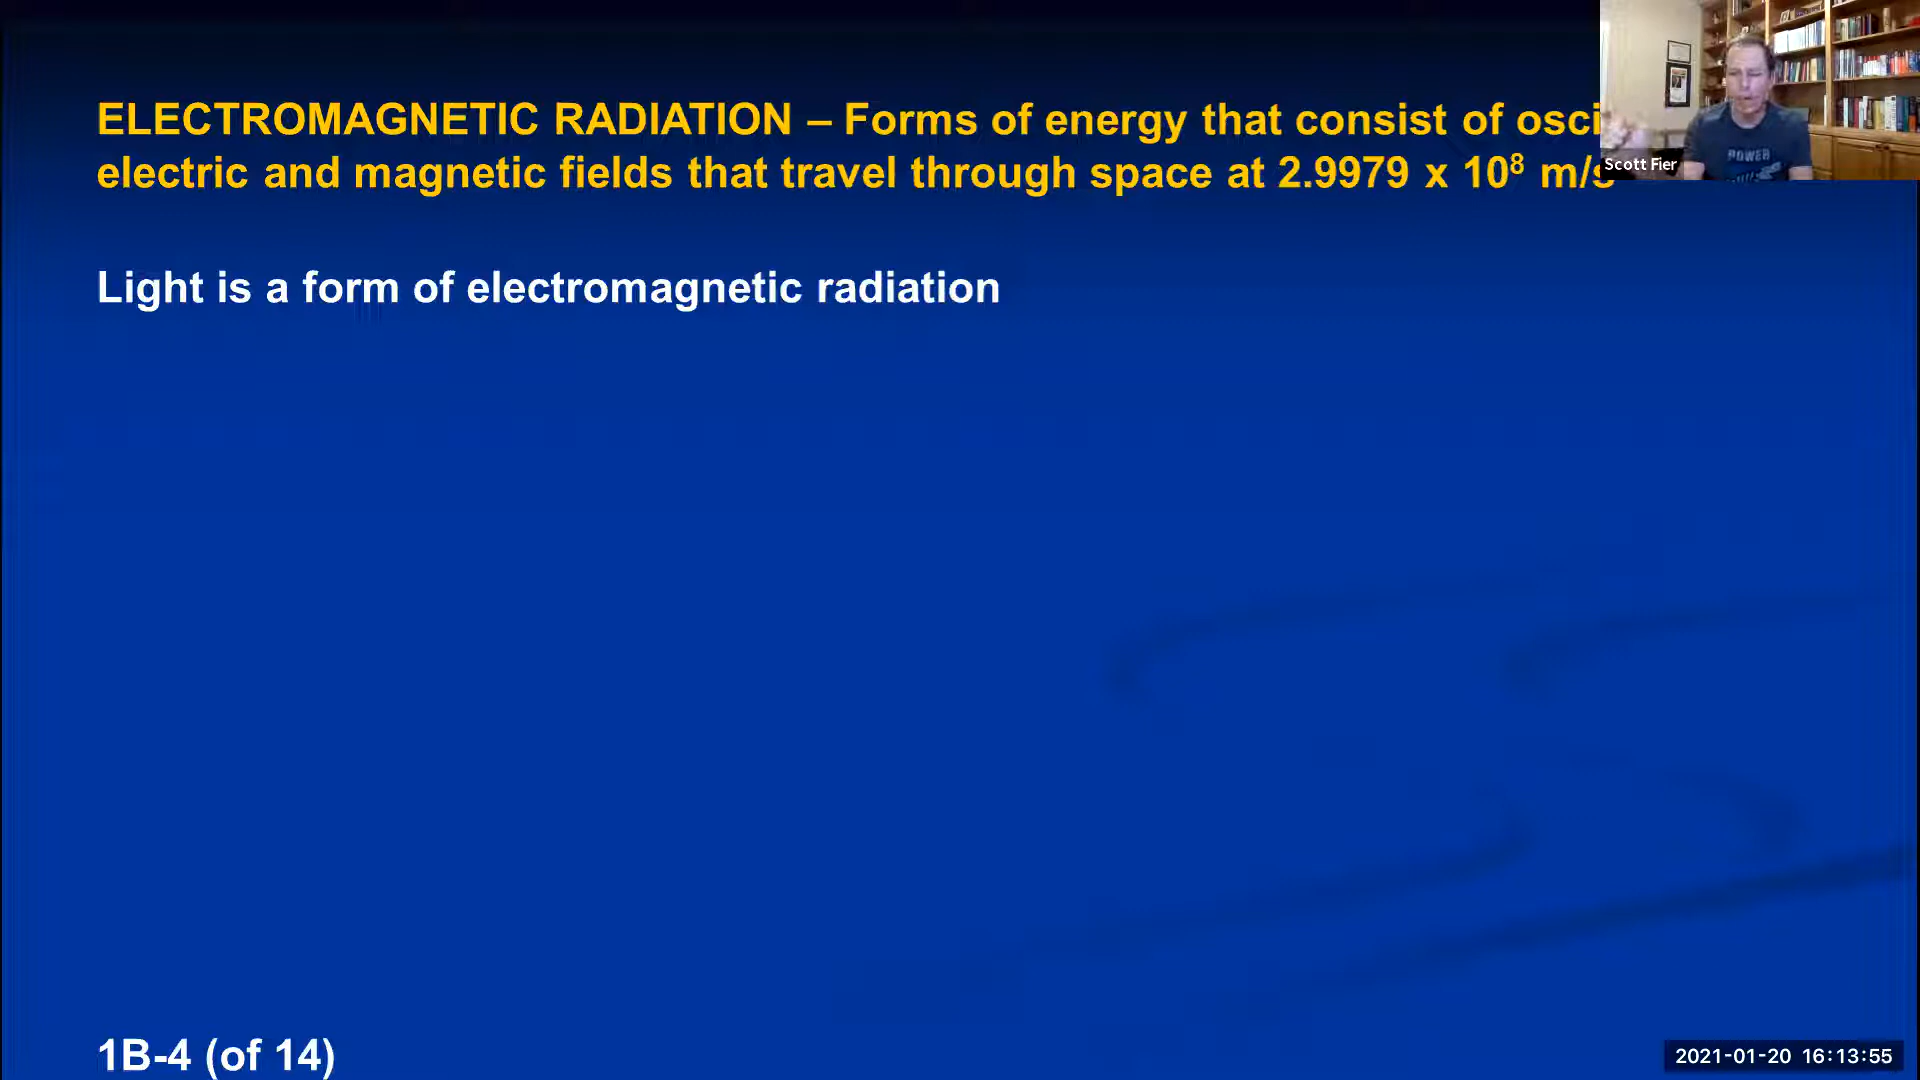 ELECTROMAGNETIC RADIATION – Forms of energy that consist of osci
electric and magnetic fields that travel through space at 2.9979 x 10⁸ m/s
Scott Fier
POWER
Light is a form of electromagnetic radiation
1B-4 (of 14)
2021-01-20 16:13:55